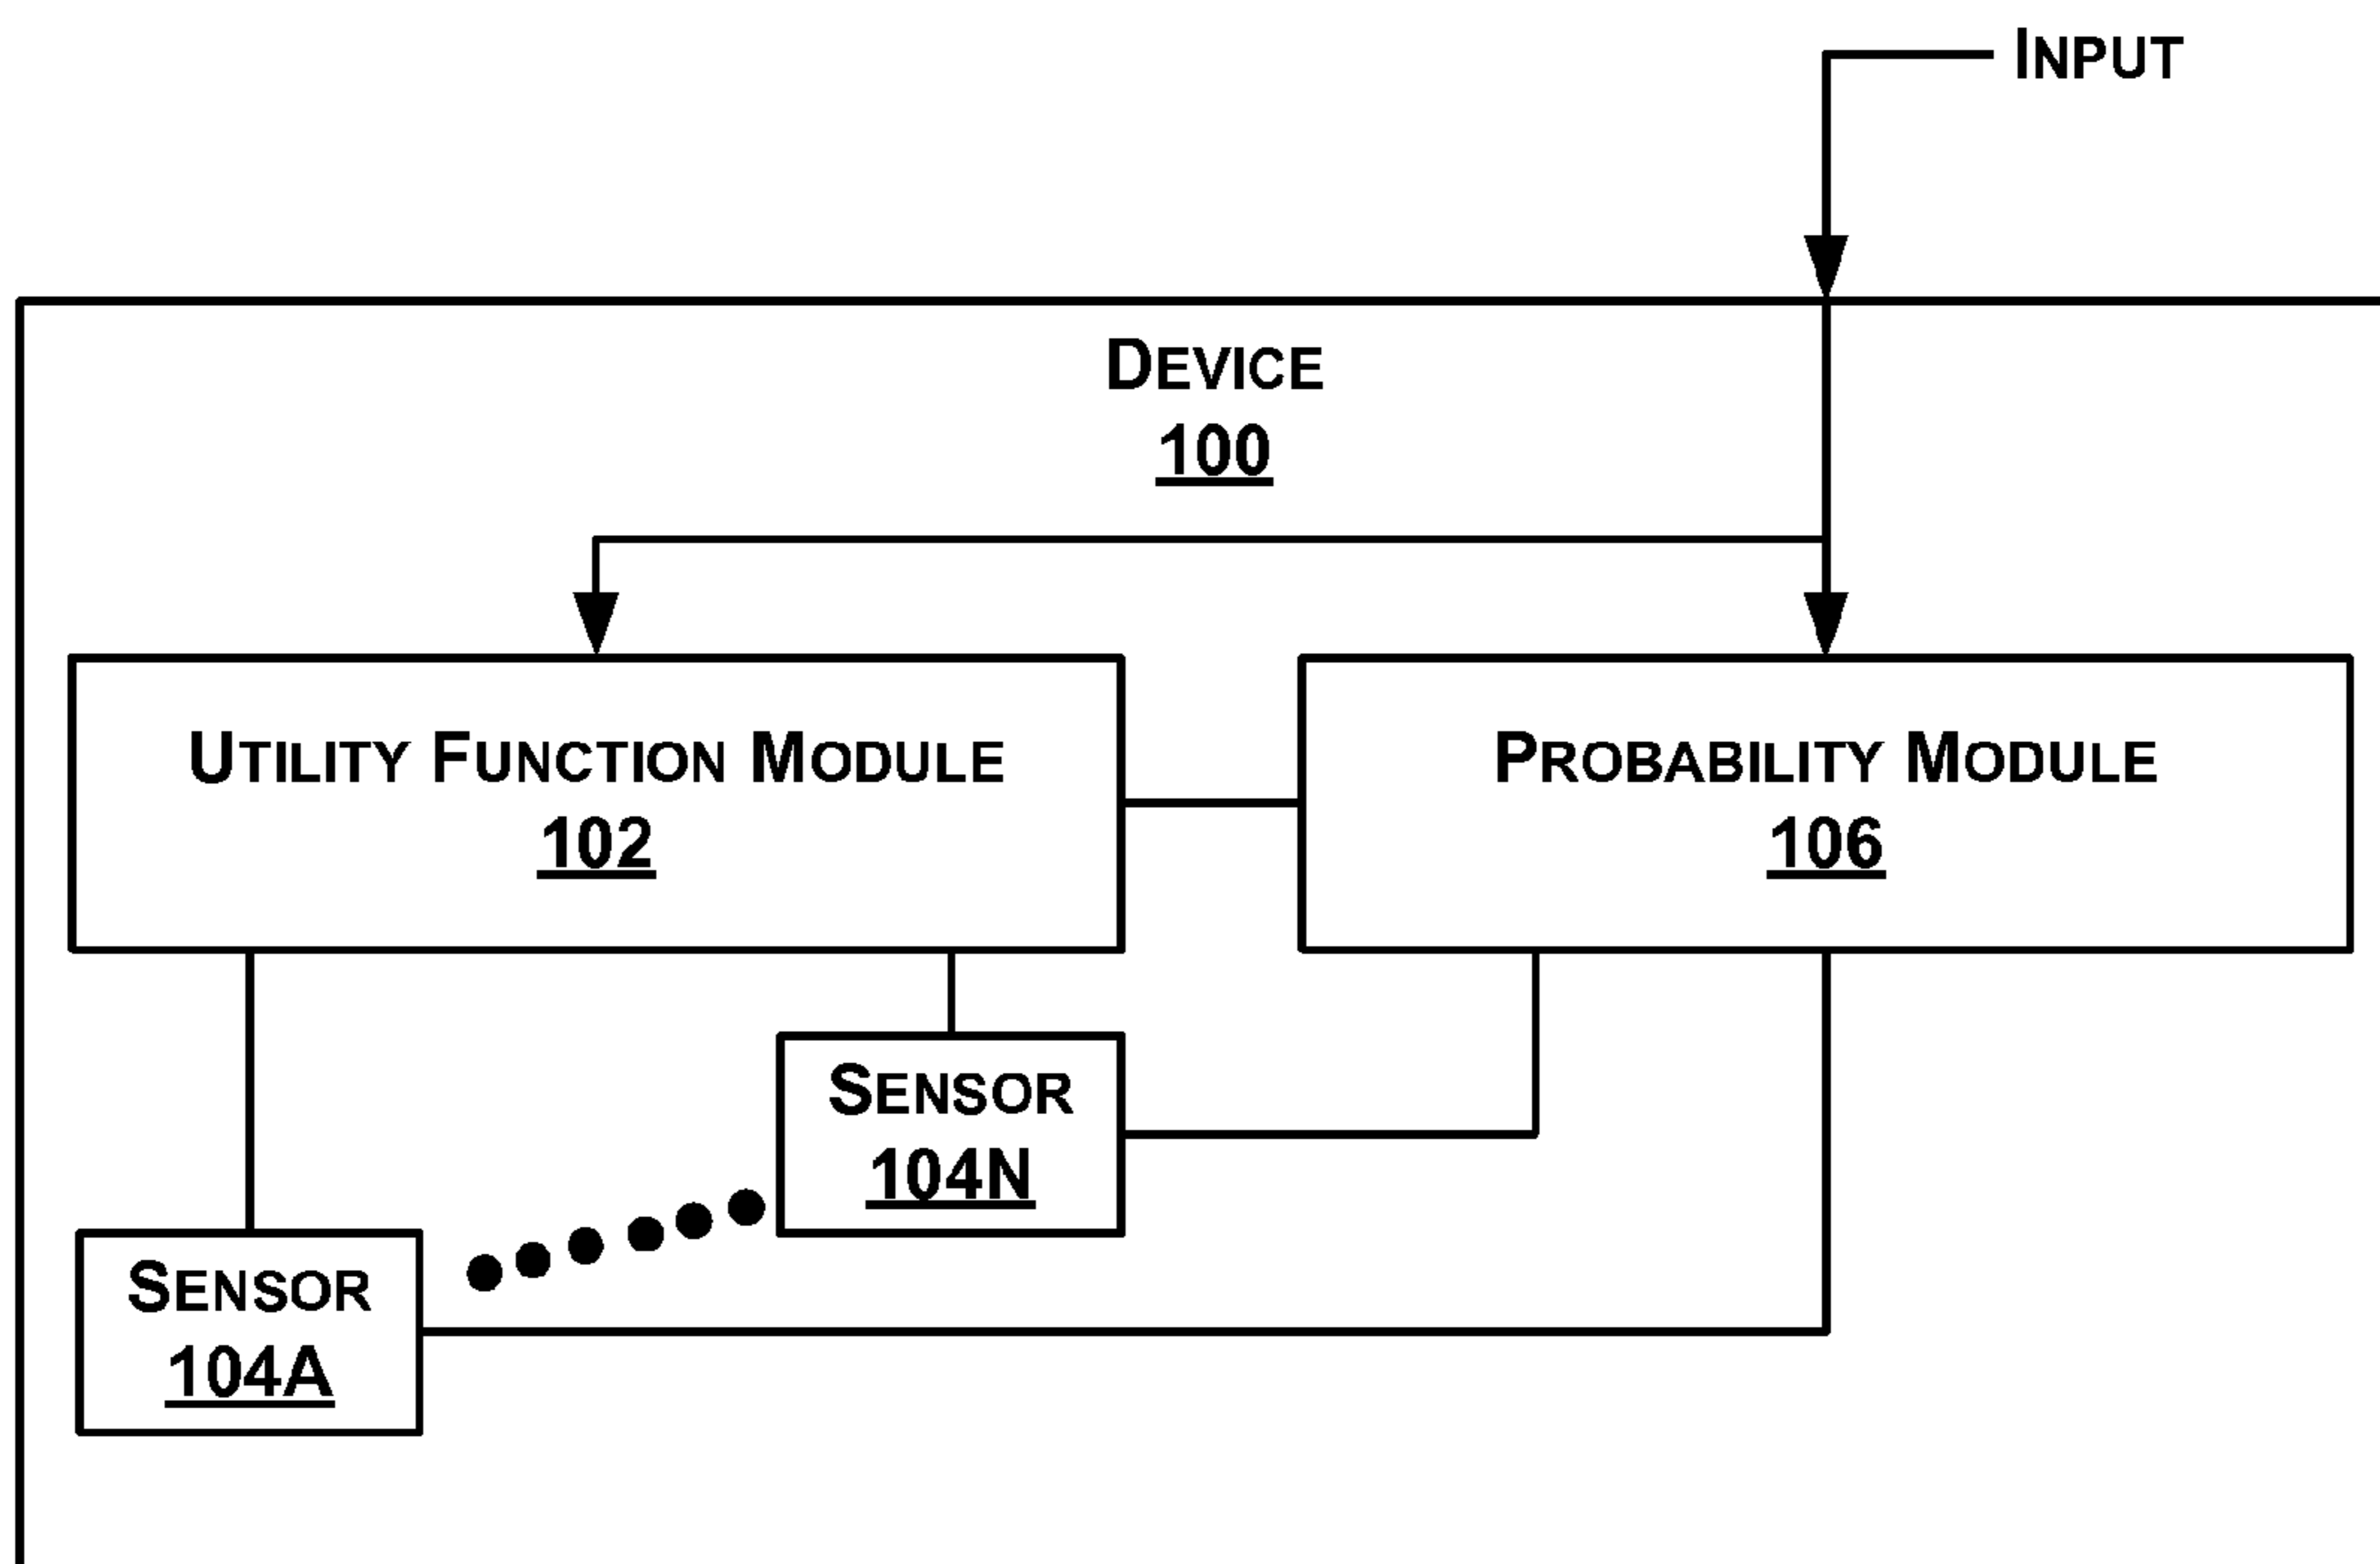 INPUT
DEVICE
100
UTILITY FUNCTION MODULE
102
PROBABILITY MODULE
106
SENSOR
104N
SENSOR
104A